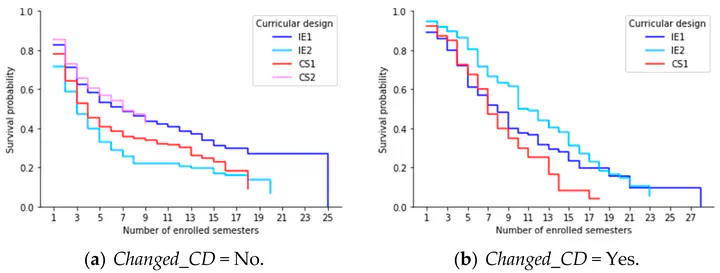 Survival probability
1.0
0.8
0.6
0.4
0.2
0.0
Curricular design
IE1
IE2
CS1
CS2
1 3 5 7 9 11 13 15 17 19 21 23 25
Number of enrolled semesters
(a) Changed_CD = No.
Survival probability
1.0
0.8
0.6
0.4
0.2
0.0
Curricular design
IE1
IE2
CS1
1 3 5 7 9 11 13 15 17 19 21 23 25 27
Number of enrolled semesters
(b) Changed_CD = Yes.